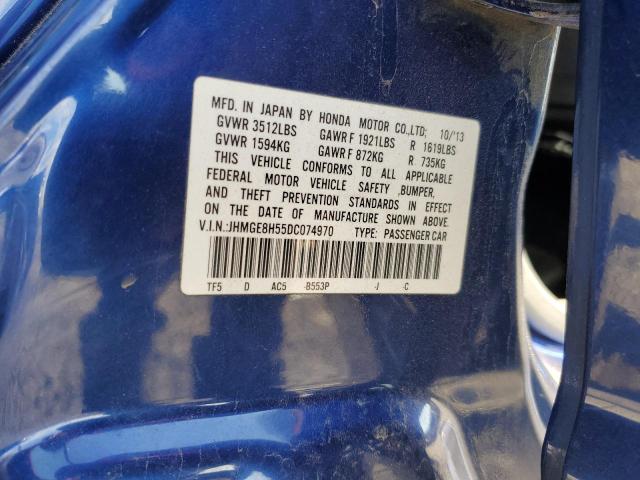 MFD. IN JAPAN BY HONDA MOTOR CO.,LTD; 10/'13
GVWR 3512LBS GAWR F 1921LBS R 1619LBS
GVWR 1594KG GAWR F 872KG R 735KG
THIS VEHICLE CONFORMS TO ALL APPLICABLE
FEDERAL MOTOR VEHICLE SAFETY ,BUMPER,
AND THEFT PREVENTION STANDARDS IN EFFECT
ON THE DATE OF MANUFACTURE SHOWN ABOVE.
V.I.N.:JHMGE8H55DC074970 TYPE: PASSENGER CAR
TF5 D AC5 -B553P -J -C